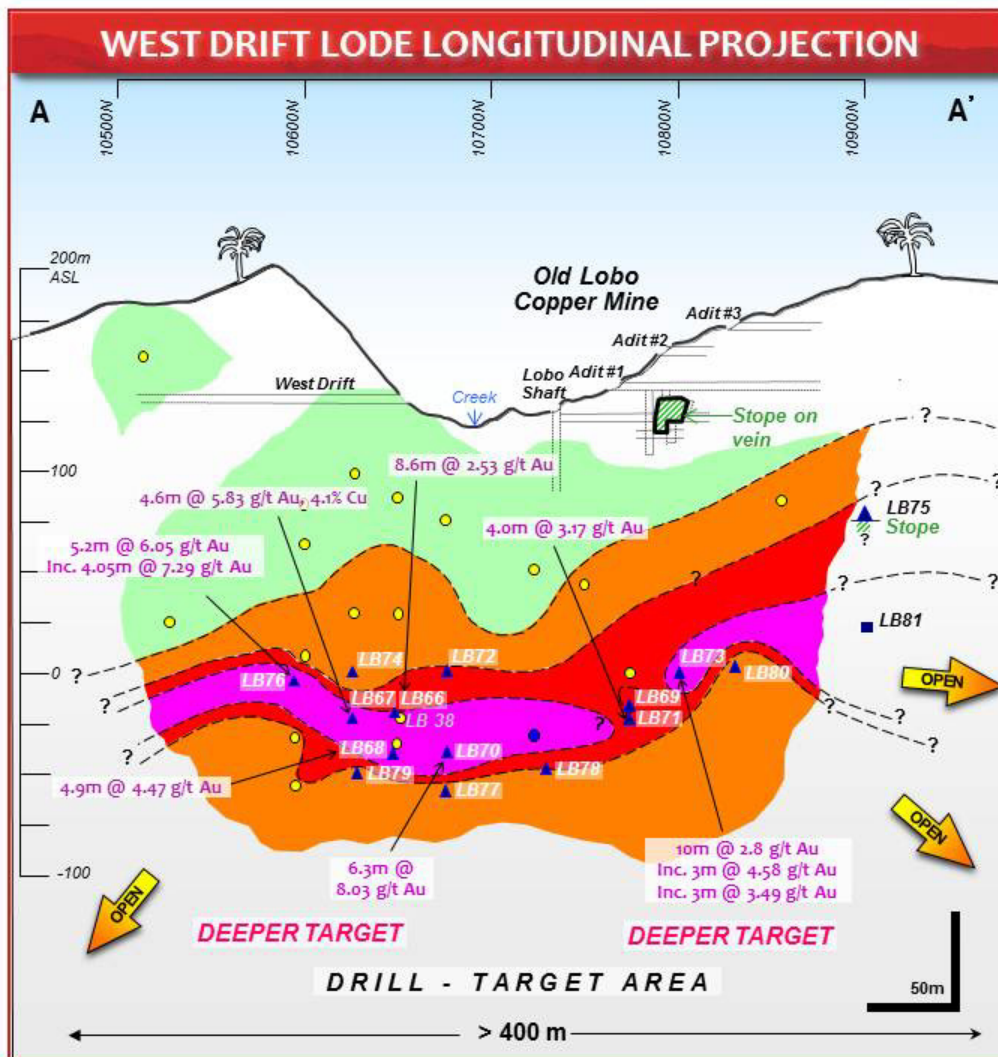 WEST DRIFT LODE LONGITUDINAL PROJECTION
A
10500N
10600N
10700N
10800N
10900N
A'
200m
ASL
Old Lobo
Copper Mine
Adit #3
Adit #2
Adit #1
Lobo
Shaft
West Drift
Creek
Stope on
vein
?
100
8.6m @ 2.53 g/t Au
4.6m @ 5.83 g/t Au, 4.1% Cu
4.0m @ 3.17 g/t Au
?
?
LB75
Stope
?
5.2m @ 6.05 g/t Au
Inc. 4.05m @ 7.29 g/t Au
?
?
?
LB81
0
?
LB76
LB74
LB72
LB73
LB80
OPEN
LB67
LB66
LB 38
LB69
LB71
?
?
?
?
LB68
LB70
LB79
LB78
LB77
4.9m @ 4.47 g/t Au
OPEN
-100
6.3m @
8.03 g/t Au
10m @ 2.8 g/t Au
Inc. 3m @ 4.58 g/t Au
Inc. 3m @ 3.49 g/t Au
OPEN
DEEPER TARGET
DEEPER TARGET
DRILL - TARGET AREA
50m
> 400 m